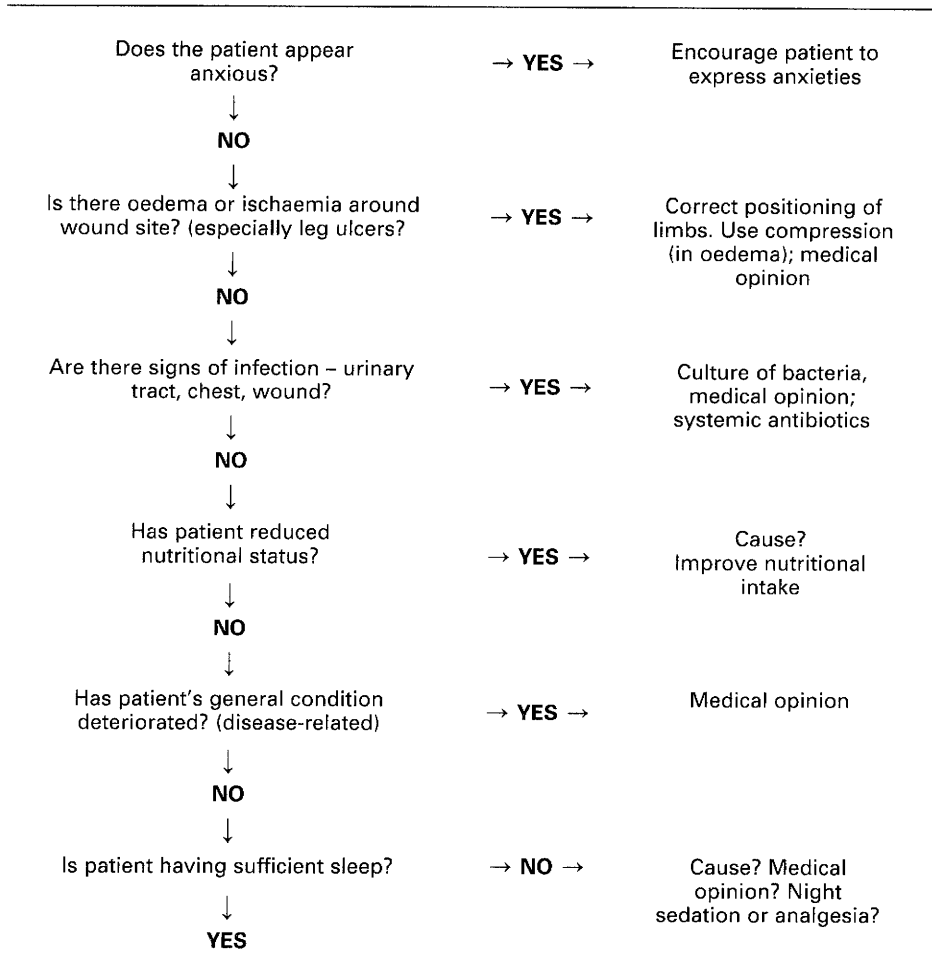 Does the patient appear → YES → Encourage patient to
anxious? express anxieties
↓
NO
↓
Is there oedema or ischaemia around → YES → Correct positioning of
wound site? (especially leg ulcers? limbs. Use compression
↓ (in oedema); medical
NO opinion
↓
Are there signs of infection – urinary → YES → Culture of bacteria,
tract, chest, wound? medical opinion;
↓ systemic antibiotics
NO
↓
Has patient reduced → YES → Cause?
nutritional status? Improve nutritional
↓ intake
NO
↓
Has patient's general condition → YES → Medical opinion
deteriorated? (disease-related)
↓
NO
↓
Is patient having sufficient sleep? → NO → Cause? Medical
↓ opinion? Night
YES sedation or analgesia?